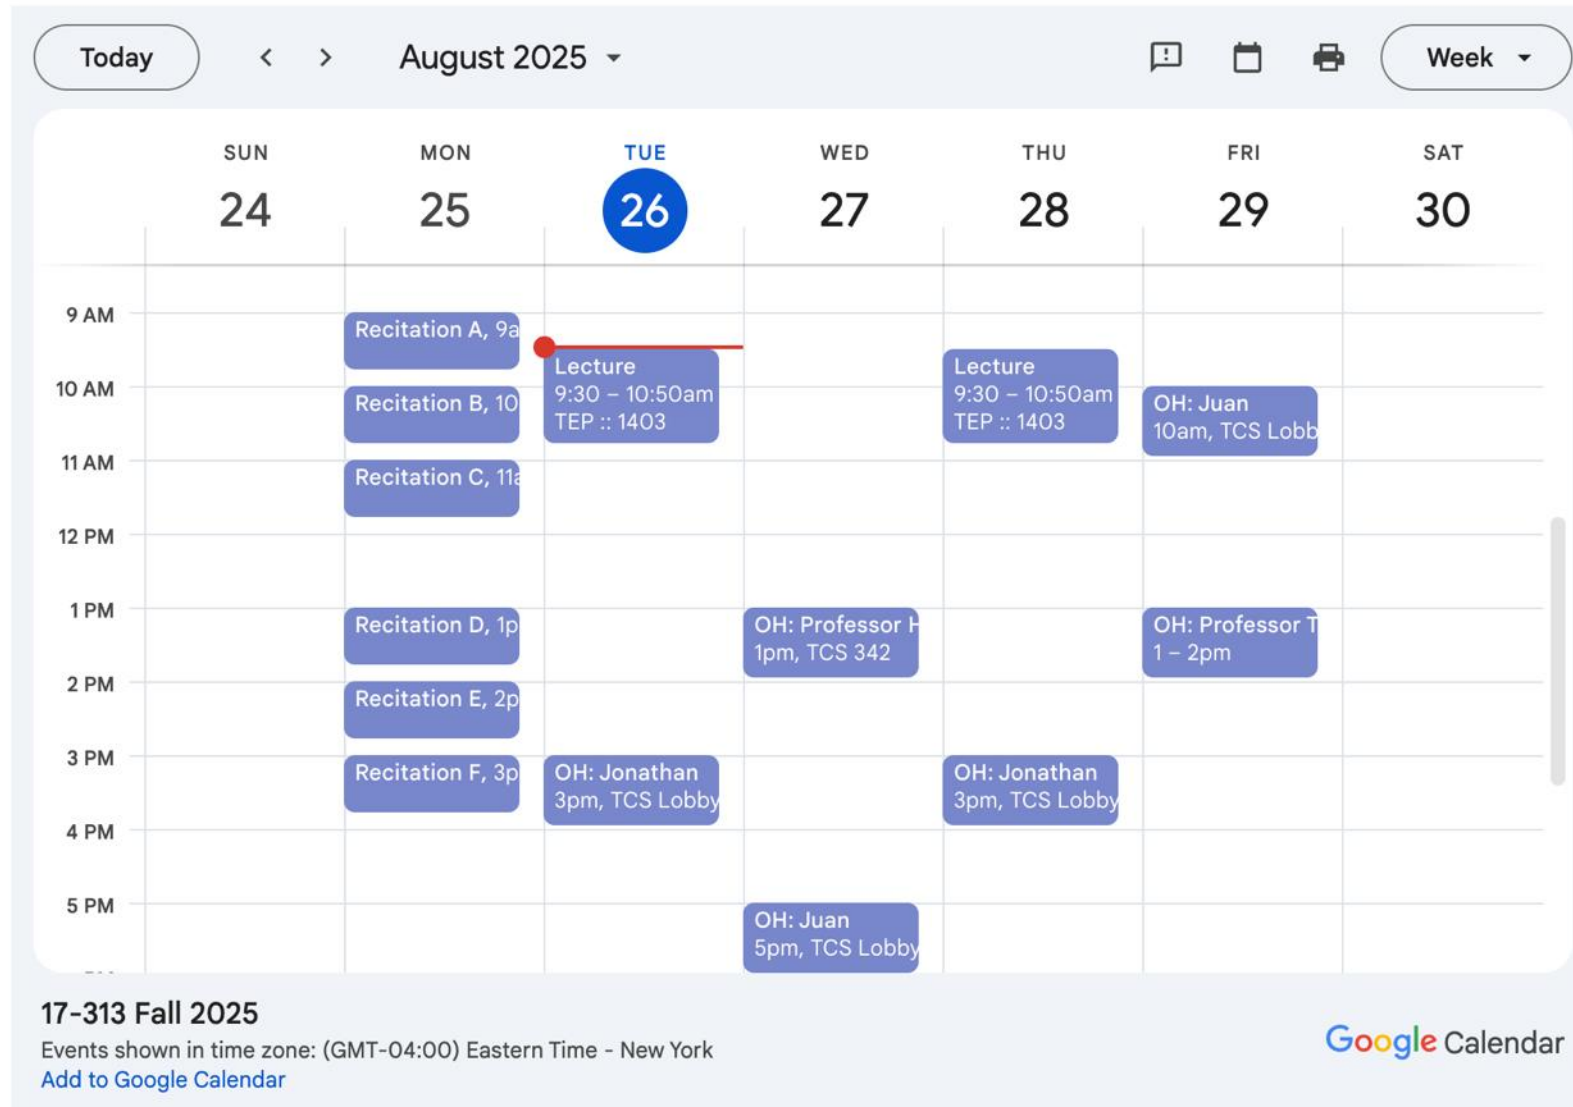 Today
August 2025
Week
SUN MON TUE WED THU FRI SAT
24 25 26 27 28 29 30
9 AM
10 AM
11 AM
12 PM
1 PM
2 PM
3 PM
4 PM
5 PM
Recitation A, 9a
Recitation B, 10
Recitation C, 11a
Recitation D, 1p
Recitation E, 2p
Recitation F, 3p
Lecture
9:30 – 10:50am
TEP :: 1403
OH: Jonathan
3pm, TCS Lobby
OH: Professor H
1pm, TCS 342
OH: Juan
5pm, TCS Lobby
Lecture
9:30 – 10:50am
TEP :: 1403
OH: Jonathan
3pm, TCS Lobby
OH: Juan
10am, TCS Lobb
OH: Professor T
1 – 2pm
17-313 Fall 2025
Events shown in time zone: (GMT-04:00) Eastern Time - New York
Add to Google Calendar
Google Calendar